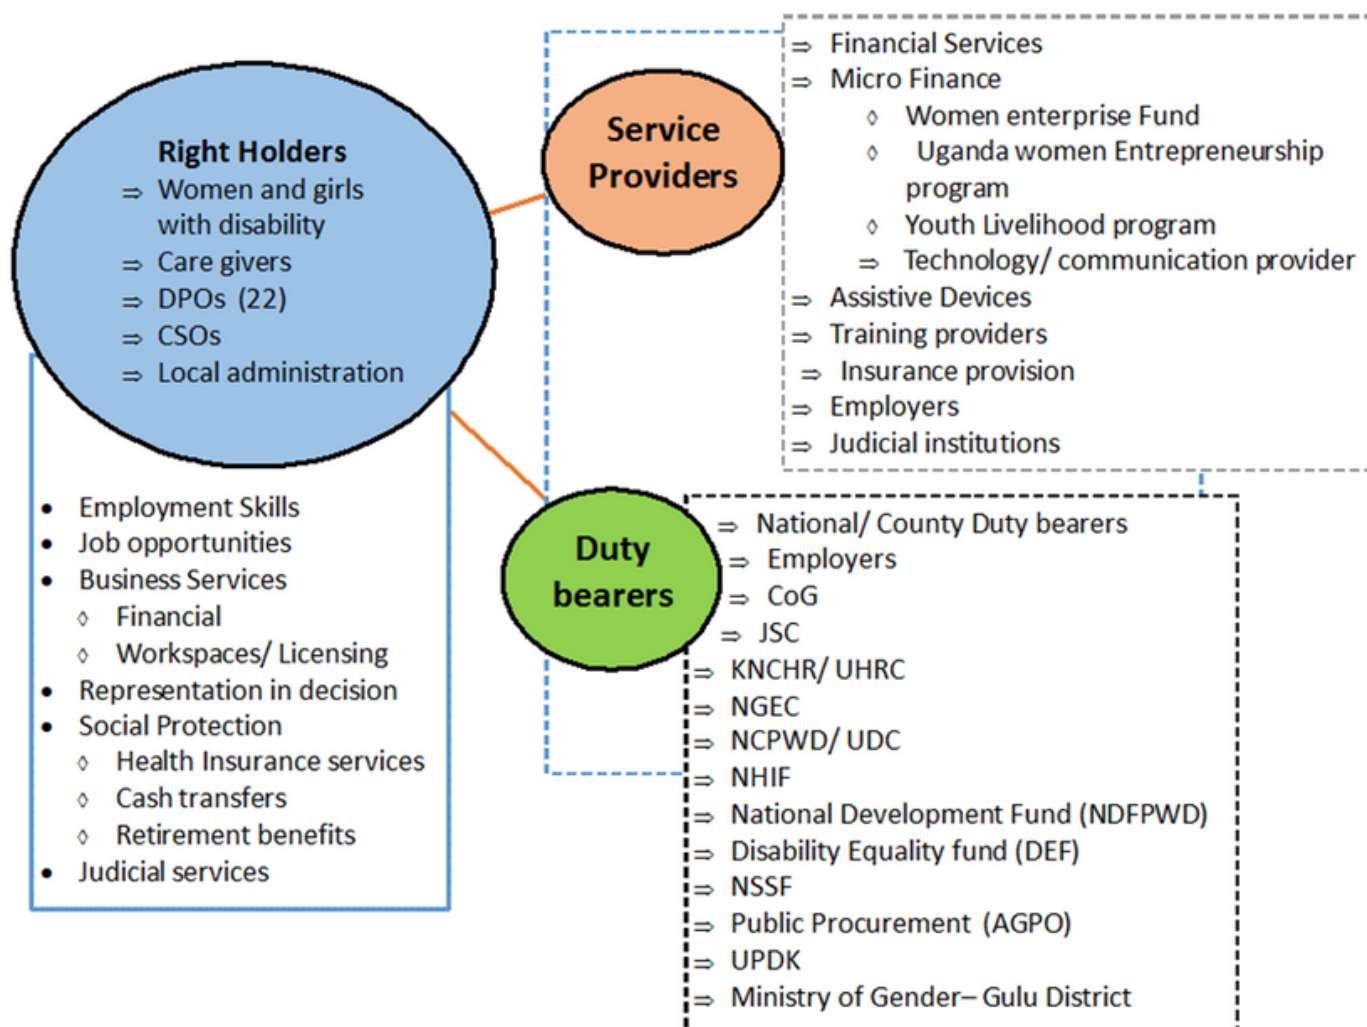 Right Holders
⇒ Women and girls
with disability
⇒ Care givers
⇒ DPOs (22)
⇒ CSOs
⇒ Local administration
• Employment Skills
• Job opportunities
• Business Services
◊ Financial
◊ Workspaces/ Licensing
• Representation in decision
• Social Protection
◊ Health Insurance services
◊ Cash transfers
◊ Retirement benefits
• Judicial services
Service
Providers
⇒ Financial Services
⇒ Micro Finance
◊ Women enterprise Fund
◊ Uganda women Entrepreneurship
program
◊ Youth Livelihood program
⇒ Technology/ communication provider
⇒ Assistive Devices
⇒ Training providers
⇒ Insurance provision
⇒ Employers
⇒ Judicial institutions
Duty
bearers
⇒ National/ County Duty bearers
⇒ Employers
⇒ CoG
⇒ JSC
⇒ KNCHR/ UHRC
⇒ NGEC
⇒ NCPWD/ UDC
⇒ NHIF
⇒ National Development Fund (NDFPWD)
⇒ Disability Equality fund (DEF)
⇒ NSSF
⇒ Public Procurement (AGPO)
⇒ UPDK
⇒ Ministry of Gender– Gulu District